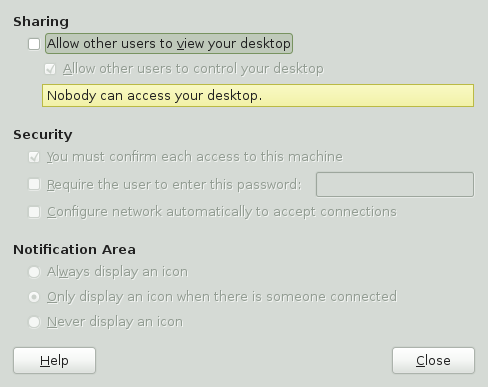 Sharing
Allow other users to view your desktop
Allow other users to control your desktop
Nobody can access your desktop.
Security
You must confirm each access to this machine
Require the user to enter this password:
Configure network automatically to accept connections
Notification Area
Always display an icon
Only display an icon when there is someone connected
Never display an icon
Help Close